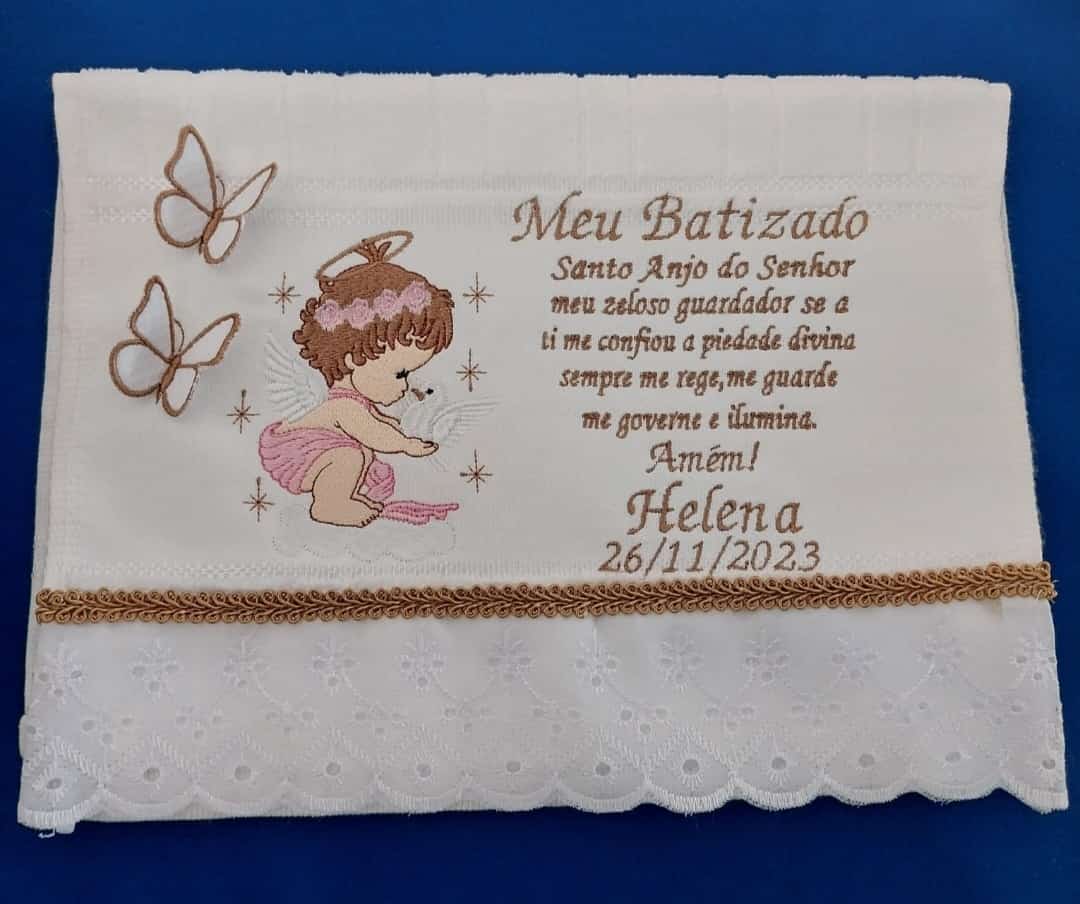 Meu Batizado
Santo Anjo do Senhor
meu zeloso guardador se a
ti me confiou a piedade divina
sempre me rege, me guarde
me governe e ilumina.
Amém!
Helena
26/11/2023